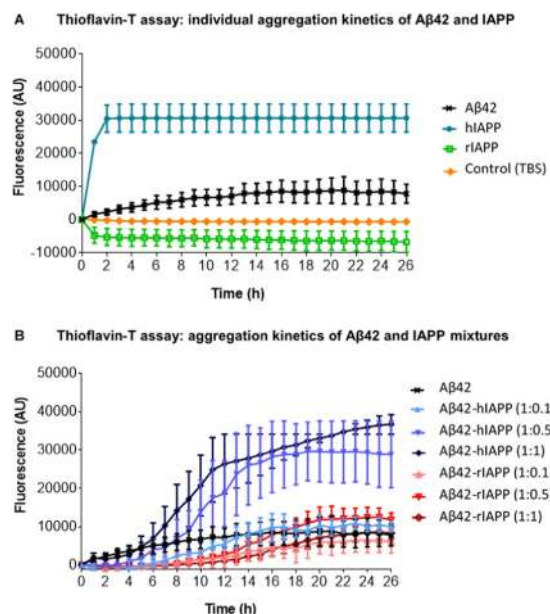 A Thioflavin-T assay: individual aggregation kinetics of Aβ42 and IAPP
Fluorescence (AU)
50000
40000
30000
20000
10000
0
-10000
0 2 4 6 8 10 12 14 16 18 20 22 24 26
Time (h)
Aβ42
hIAPP
rIAPP
Control (TBS)
B Thioflavin-T assay: aggregation kinetics of Aβ42 and IAPP mixtures
Fluorescence (AU)
50000
40000
30000
20000
10000
0
0 2 4 6 8 10 12 14 16 18 20 22 24 26
Time (h)
Aβ42
Aβ42-hIAPP (1:0.1)
Aβ42-hIAPP (1:0.5)
Aβ42-hIAPP (1:1)
Aβ42-rIAPP (1:0.1)
Aβ42-rIAPP (1:0.5)
Aβ42-rIAPP (1:1)